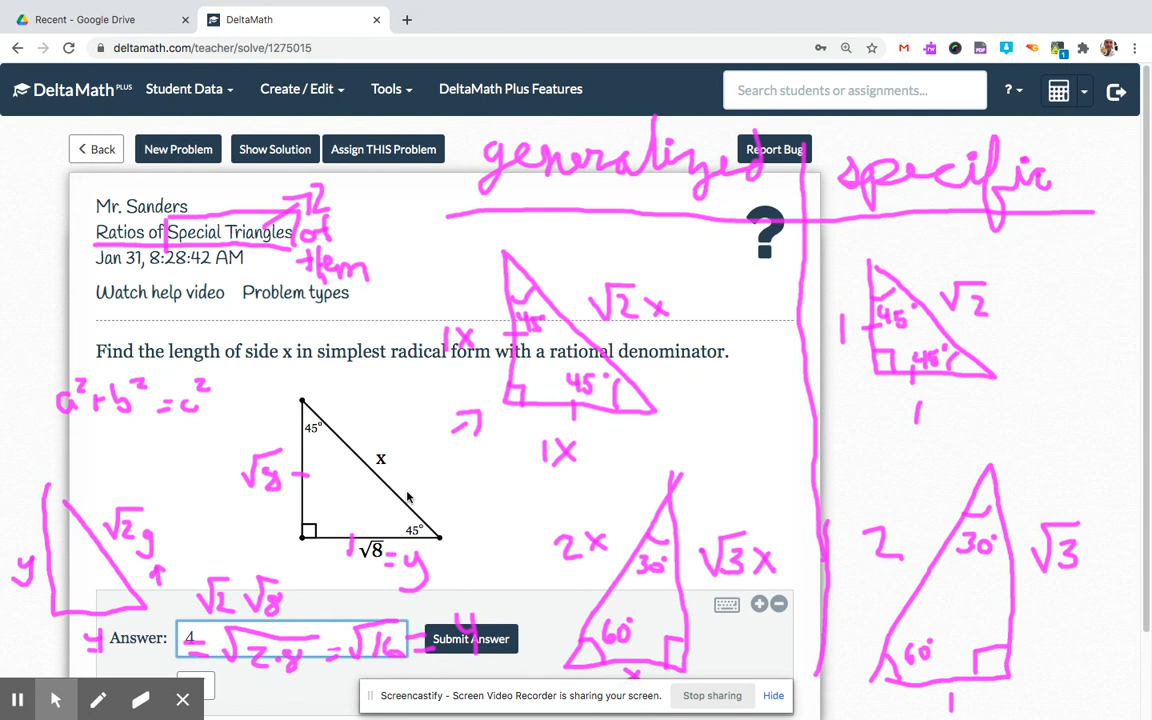 Recent - Google Drive
DeltaMath
deltamath.com/teacher/solve/1275015
DeltaMath PLUS
Student Data
Create / Edit
Tools
DeltaMath Plus Features
Search students or assignments...
?
Back
New Problem
Show Solution
Assign THIS Problem
Report Bug
generalized
specific
Mr. Sanders
Ratios of Special Triangles
2 of them
Jan 31, 8:28:42 AM
Watch help video
Problem types
?
45°
√2 x
1x
45°
1x
45°
√2
1
45°
1
Find the length of side x in simplest radical form with a rational denominator.
a² + b² = c²
45°
x
√8
45°
√8 = y
√2 y
y
y
2x
30°
√3 x
60°
x
2
30°
√3
60°
1
√2 √8
Answer:
4
= √2·8 = √16 = 4
Submit Answer
Screencastify - Screen Video Recorder is sharing your screen.
Stop sharing
Hide